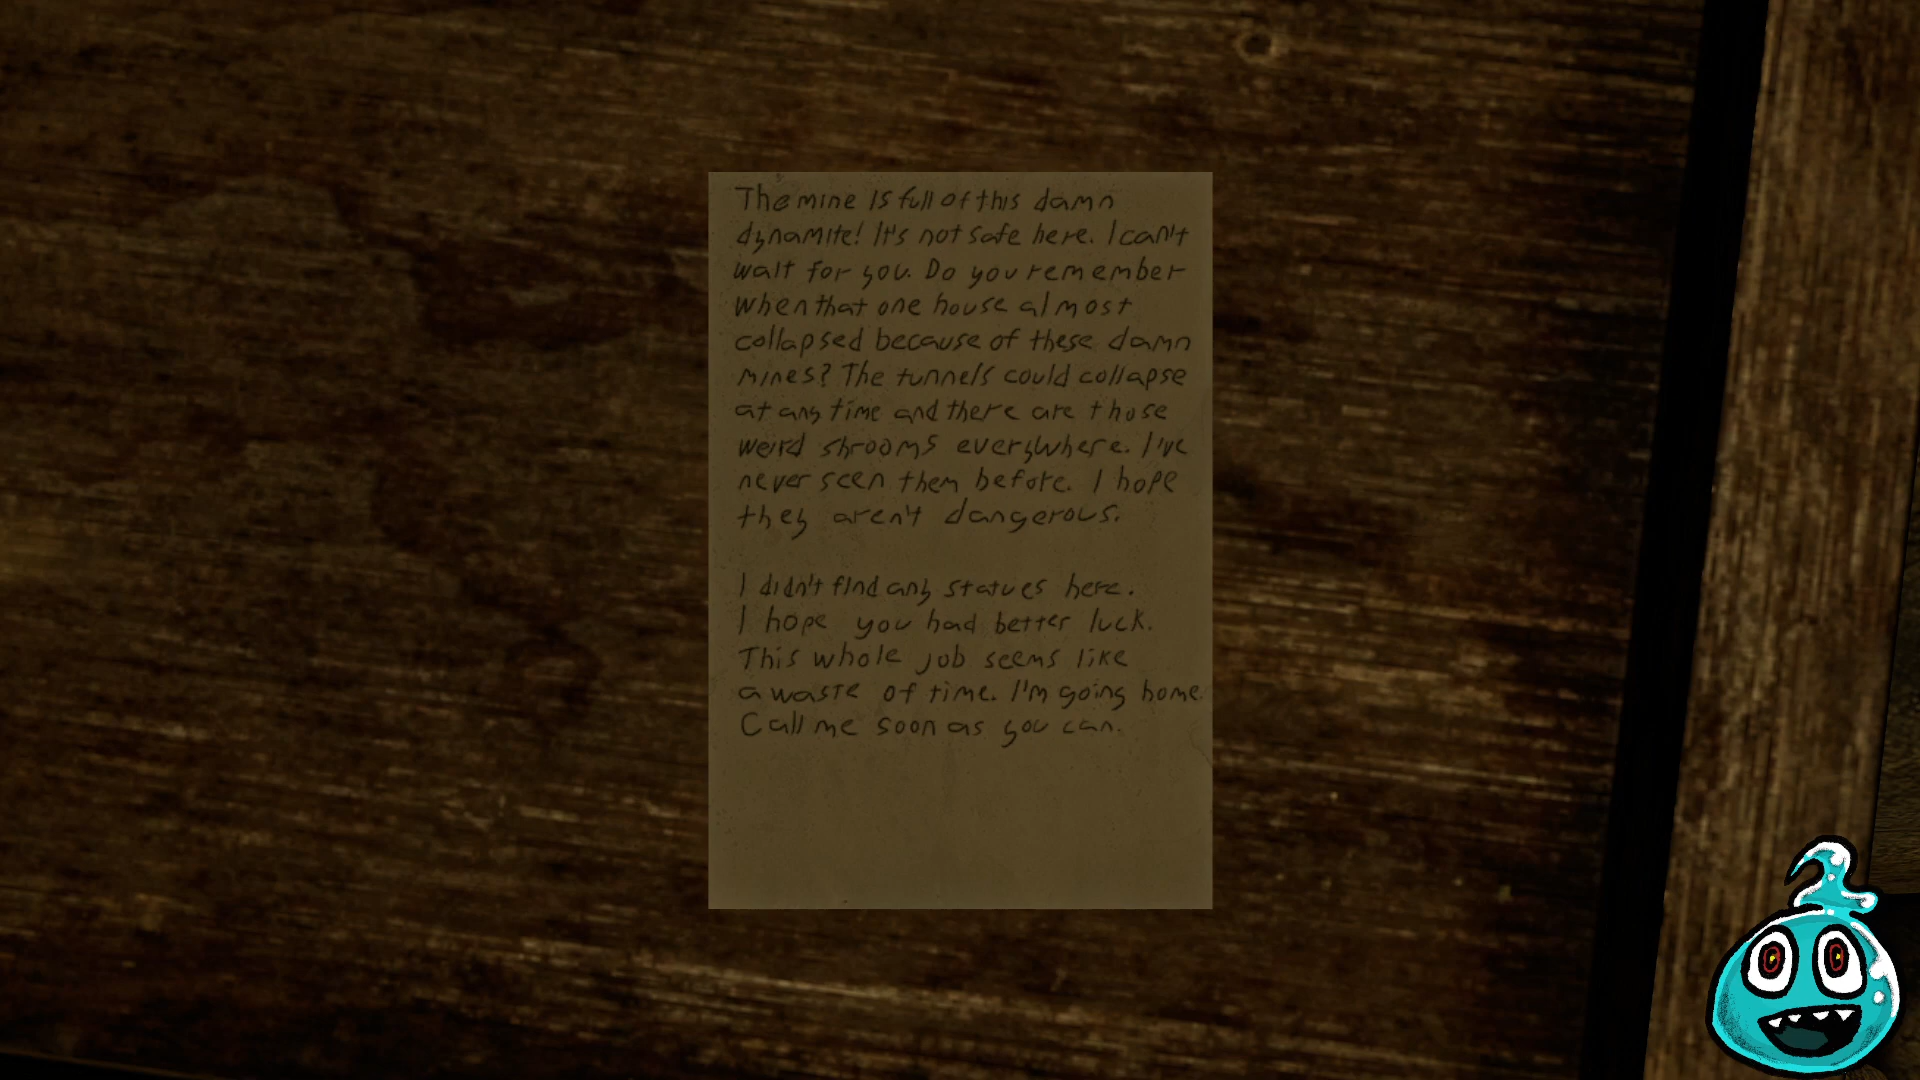 The mine is full of this damn
dynamite! It's not safe here. I can't
wait for you. Do you remember
when that one house almost
collapsed because of these damn
mines? The tunnels could collapse
at any time and there are those
weird shrooms everywhere. I've
never seen them before. I hope
they aren't dangerous.
I didn't find any statues here.
I hope you had better luck.
This whole job seems like
a waste of time. I'm going home.
Call me soon as you can.